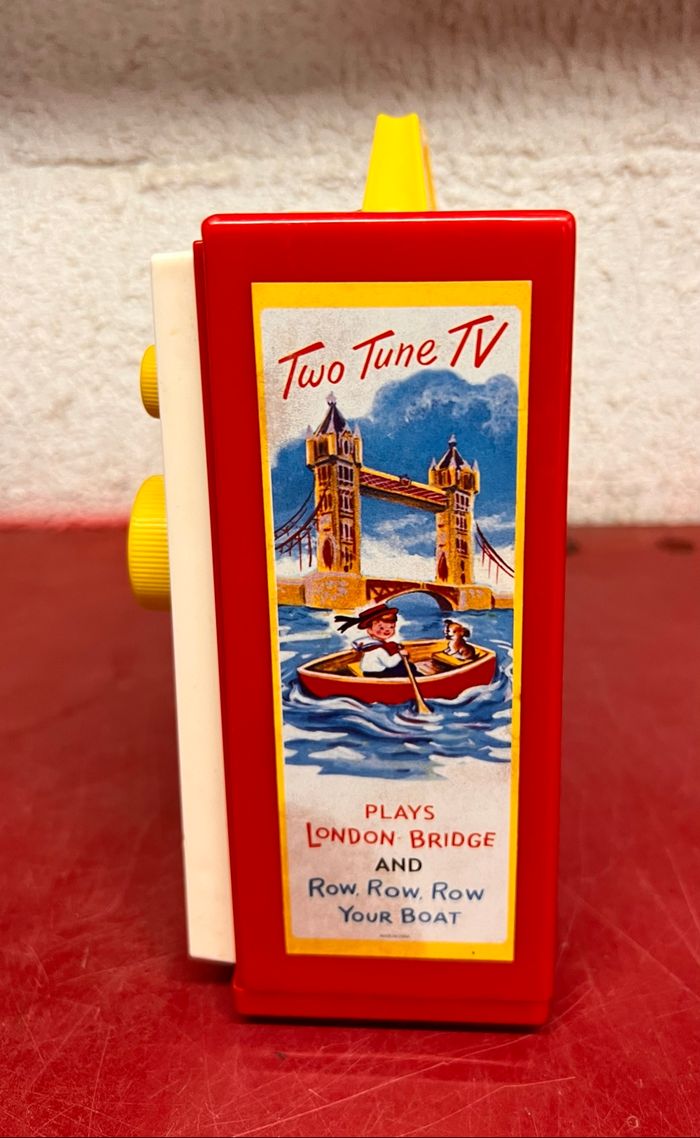 Two Tune TV
PLAYS
LONDON BRIDGE
AND
ROW, ROW, ROW
YOUR BOAT